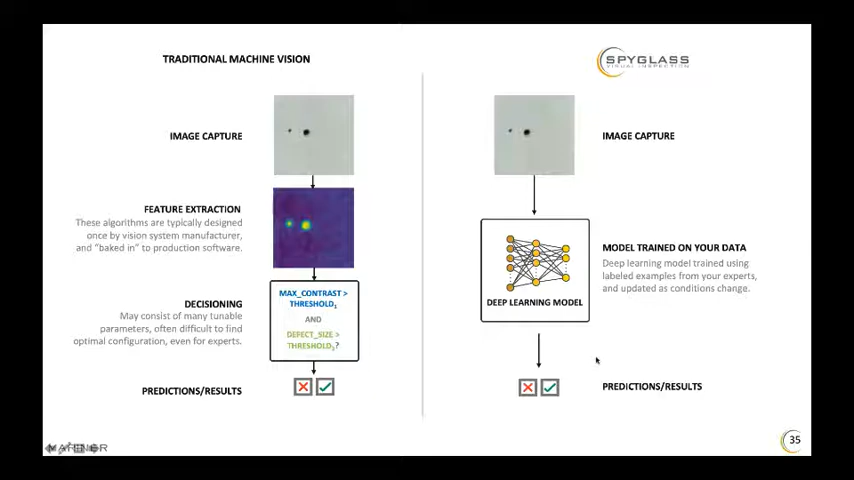 TRADITIONAL MACHINE VISION
IMAGE CAPTURE
FEATURE EXTRACTION
These algorithms are typically designed
once by vision system manufacturer,
and “baked in” to production software.
DECISIONING
May consist of many tunable
parameters, often difficult to find
optimal configuration, even for experts.
MAX_CONTRAST >
THRESHOLD1
AND
DEFECT_SIZE >
THRESHOLD2?
PREDICTIONS/RESULTS
SPYGLASS
VISUAL INSPECTION
IMAGE CAPTURE
DEEP LEARNING MODEL
MODEL TRAINED ON YOUR DATA
Deep learning model trained using
labeled examples from your experts,
and updated as conditions change.
PREDICTIONS/RESULTS
35